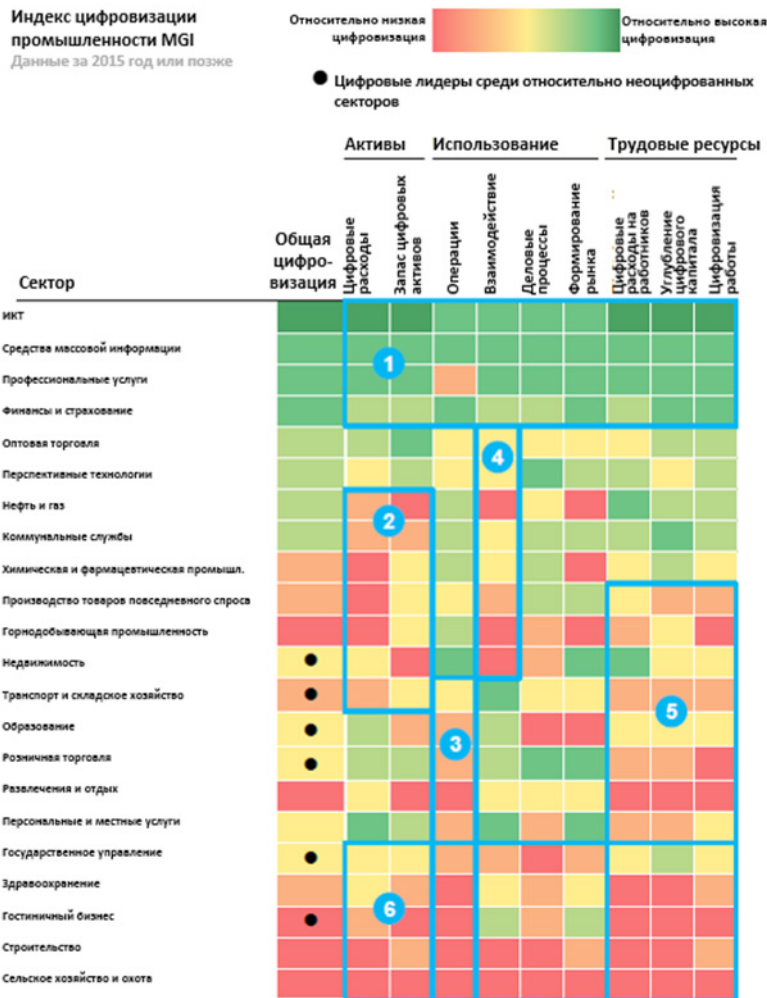 Индекс цифровизации
промышленности MGI
Данные за 2015 год или позже
Относительно низкая
цифровизация
Относительно высокая
цифровизация
Цифровые лидеры среди относительно неоцифрованных
секторов
Активы
Использование
Трудовые ресурсы
Сектор
Общая
цифро-
визация
Цифровые
расходы
Запас цифровых
активов
Операции
Взаимодействие
Деловые
процессы
Формирование
рынка
Цифровые
расходы на
работников
Углубление
цифрового
капитала
Цифровизация
работы
ИКТ
Средства массовой информации
Профессиональные услуги
Финансы и страхование
Оптовая торговля
Перспективные технологии
Нефть и газ
Коммунальные службы
Химическая и фармацевтическая промышл.
Производство товаров повседневного спроса
Горнодобывающая промышленность
Недвижимость
Транспорт и складское хозяйство
Образование
Розничная торговля
Развлечения и отдых
Персональные и местные услуги
Государственное управление
Здравоохранение
Гостиничный бизнес
Строительство
Сельское хозяйство и охота
1
4
2
5
3
6